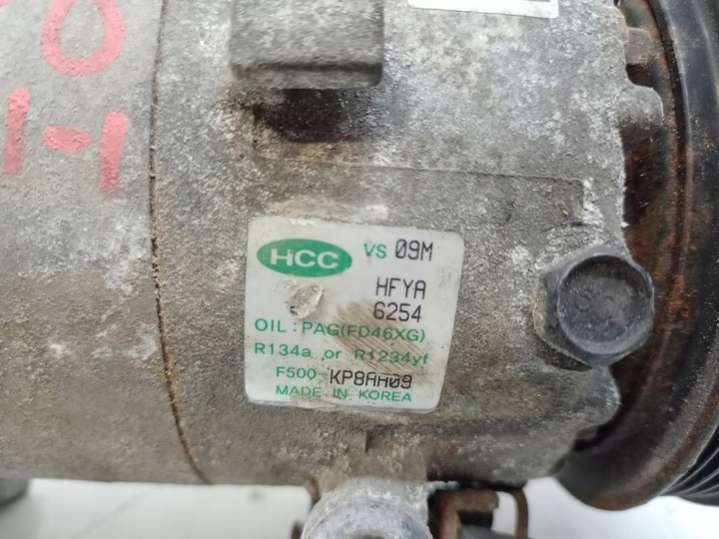 HCC VS 09M
HFYA
6254
OIL : PAG(FD46XG)
R134a or R1234yf
F500-KP8AA09
MADE IN KOREA